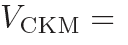 V_CKM =